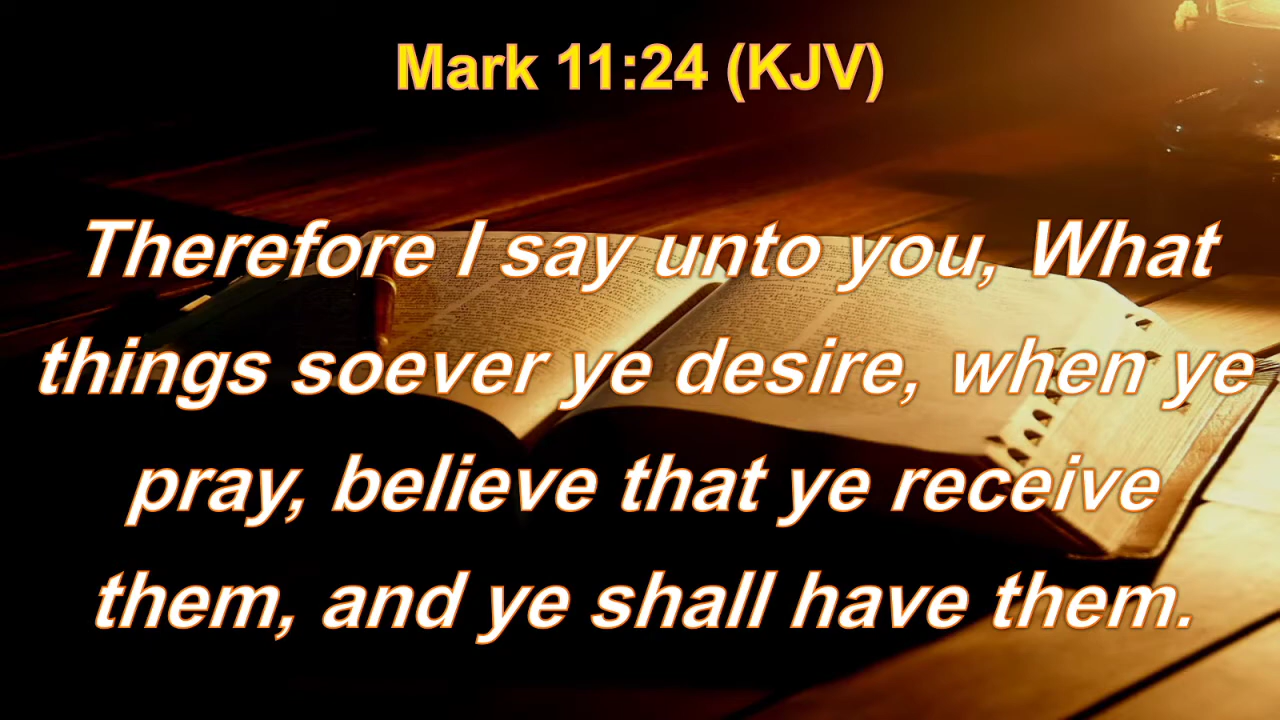 Mark 11:24 (KJV)
Therefore I say unto you, What
things soever ye desire, when ye
pray, believe that ye receive
them, and ye shall have them.